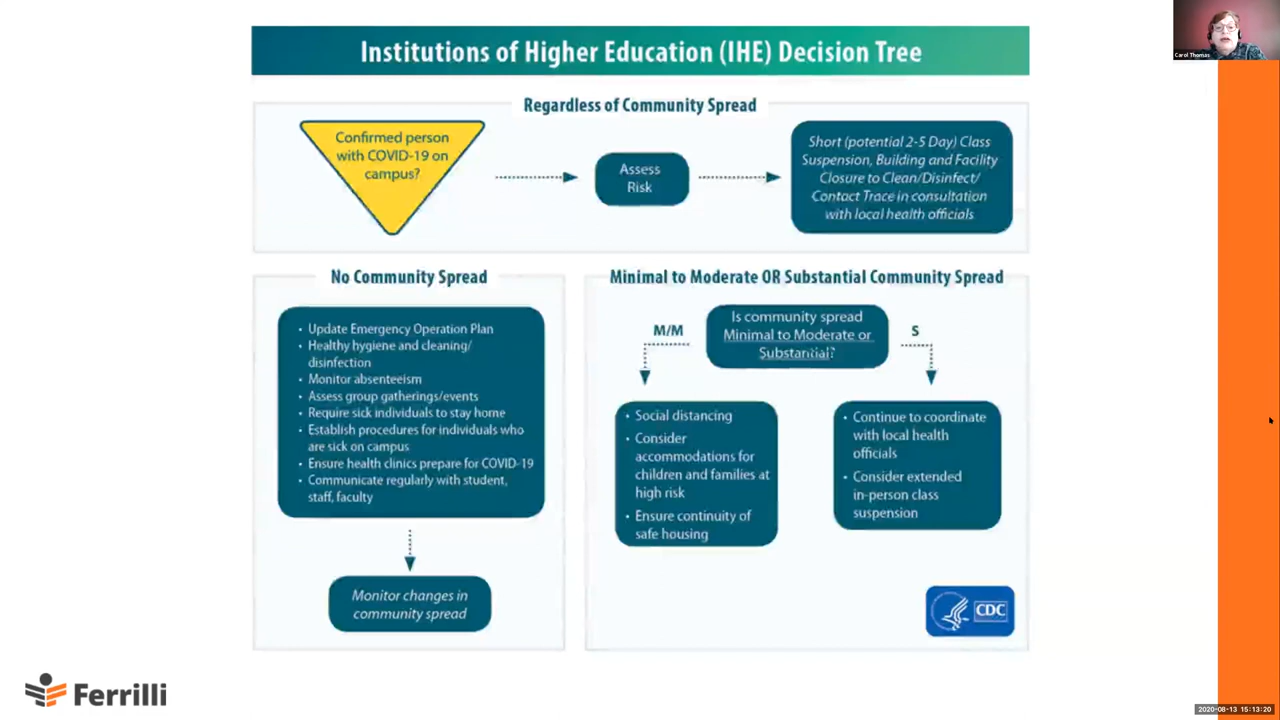 Institutions of Higher Education (IHE) Decision Tree
Carol Thomas
Regardless of Community Spread
Confirmed person
with COVID-19 on
campus?
Assess
Risk
Short (potential 2-5 Day) Class
Suspension, Building and Facility
Closure to Clean/Disinfect/
Contact Trace in consultation
with local health officials
No Community Spread
• Update Emergency Operation Plan
• Healthy hygiene and cleaning/
disinfection
• Monitor absenteeism
• Assess group gatherings/events
• Require sick individuals to stay home
• Establish procedures for individuals who
are sick on campus
• Ensure health clinics prepare for COVID-19
• Communicate regularly with student,
staff, faculty
Monitor changes in
community spread
Minimal to Moderate OR Substantial Community Spread
Is community spread
Minimal to Moderate or
Substantial?
M/M
S
• Social distancing
• Consider
accommodations for
children and families at
high risk
• Ensure continuity of
safe housing
• Continue to coordinate
with local health
officials
• Consider extended
in-person class
suspension
CDC
Ferrilli
2020-08-13 15:13:20